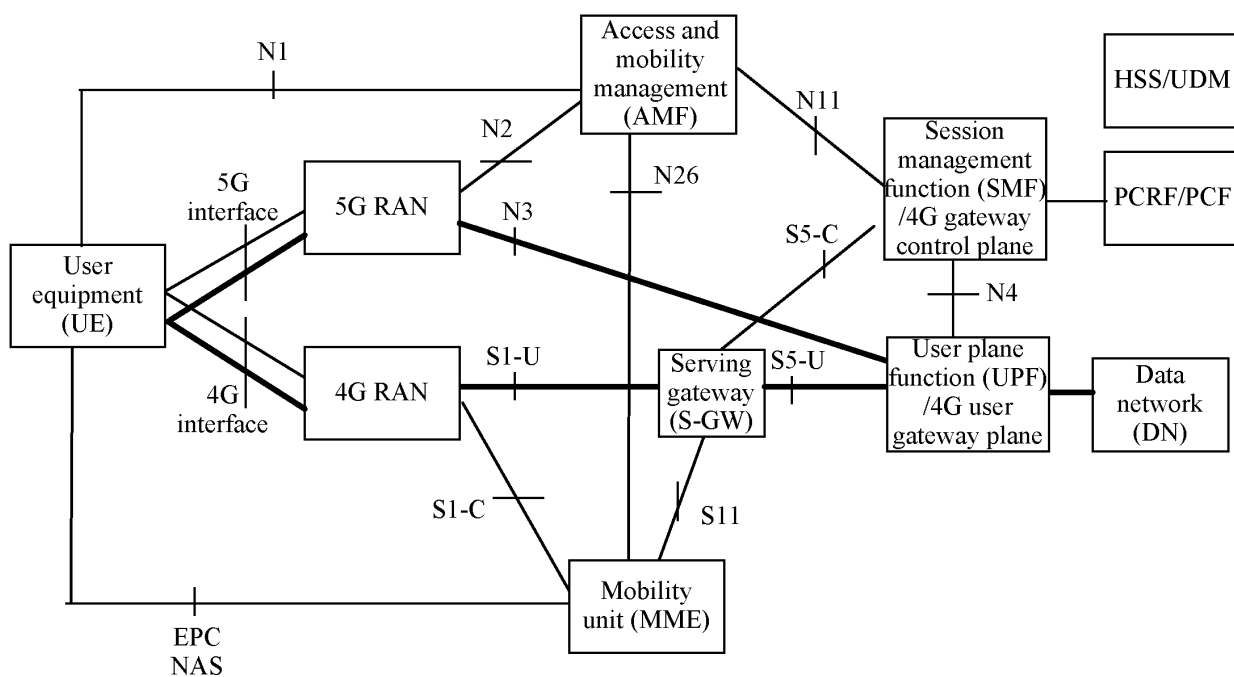 N1
Access and
mobility
management
(AMF)
HSS/UDM
N11
N2
Session
management
function (SMF)
/4G gateway
control plane
5G
interface
5G RAN
N26
PCRF/PCF
N3
S5-C
User
equipment
(UE)
N4
4G
interface
4G RAN
S1-U
Serving
gateway
(S-GW)
S5-U
User plane
function (UPF)
/4G user
gateway plane
Data
network
(DN)
S1-C
S11
Mobility
unit (MME)
EPC
NAS